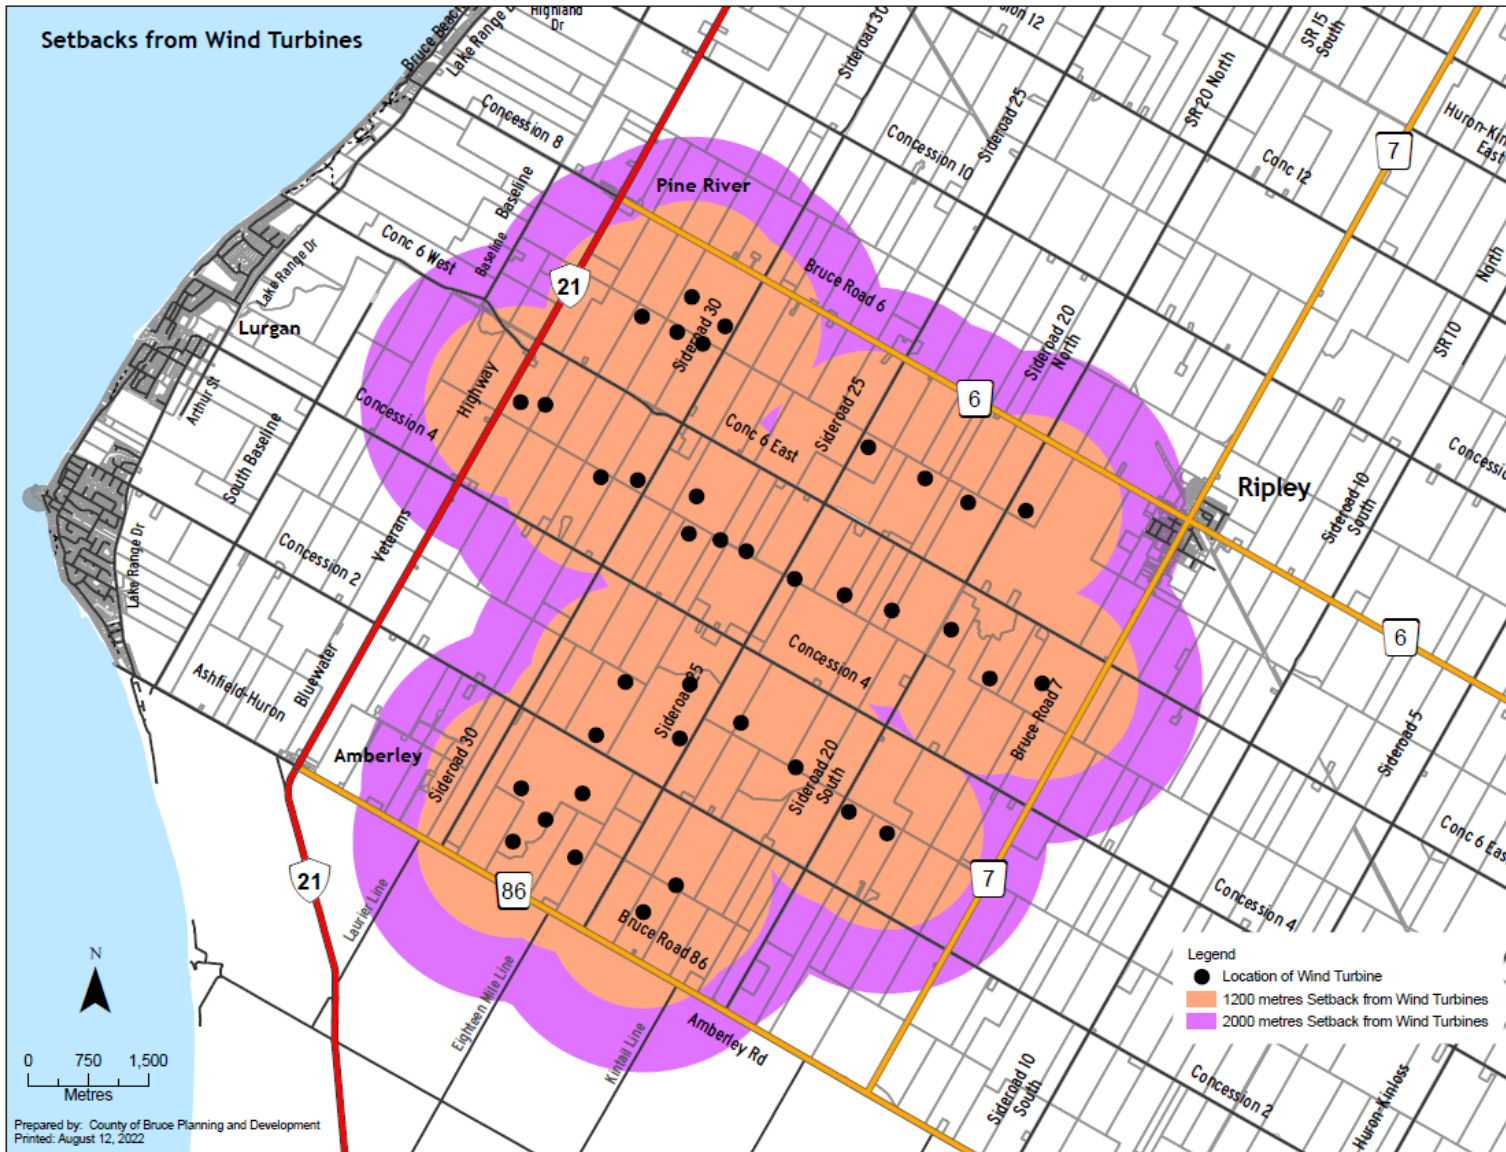 Setbacks from Wind Turbines
Highland
Dr
Bruce Beach
Lake Range D
Sideroad 30
sion 12
SR 15
South
Concession 8
SR 20 North
Sideroad 25
Huron-Kin
East
7
Concession 10
Conc 12
Pine River
Baseline
Conc 6 West
Baseline
Lake Range Dr
21
Bruce Road 6
North
Lurgan
Sideroad 30
Sideroad 20
North
SR 10
Arthur St
Highway
Concession 4
6
Sideroad 25
Conc 6 East
South Baseline
Concession
Ripley
Sideroad 10
South
Veterans
Concession 2
Lake Range Dr
6
Concession 4
Ashfield-Huron
Bluewater
Sideroad 25
Bruce Road 7
Sideroad 5
Amberley
Sideroad 30
Sideroad 20
South
Conc 6 Eas
21
86
7
Laurier Line
Concession 4
Bruce Road 86
Eighteen Mile Line
Kintail Line
Amberley Rd
Sideroad 10
South
Concession 2
Huron-Kinloss
N
0 750 1,500
Metres
Legend
Location of Wind Turbine
1200 metres Setback from Wind Turbines
2000 metres Setback from Wind Turbines
Prepared by: County of Bruce Planning and Development
Printed: August 12, 2022